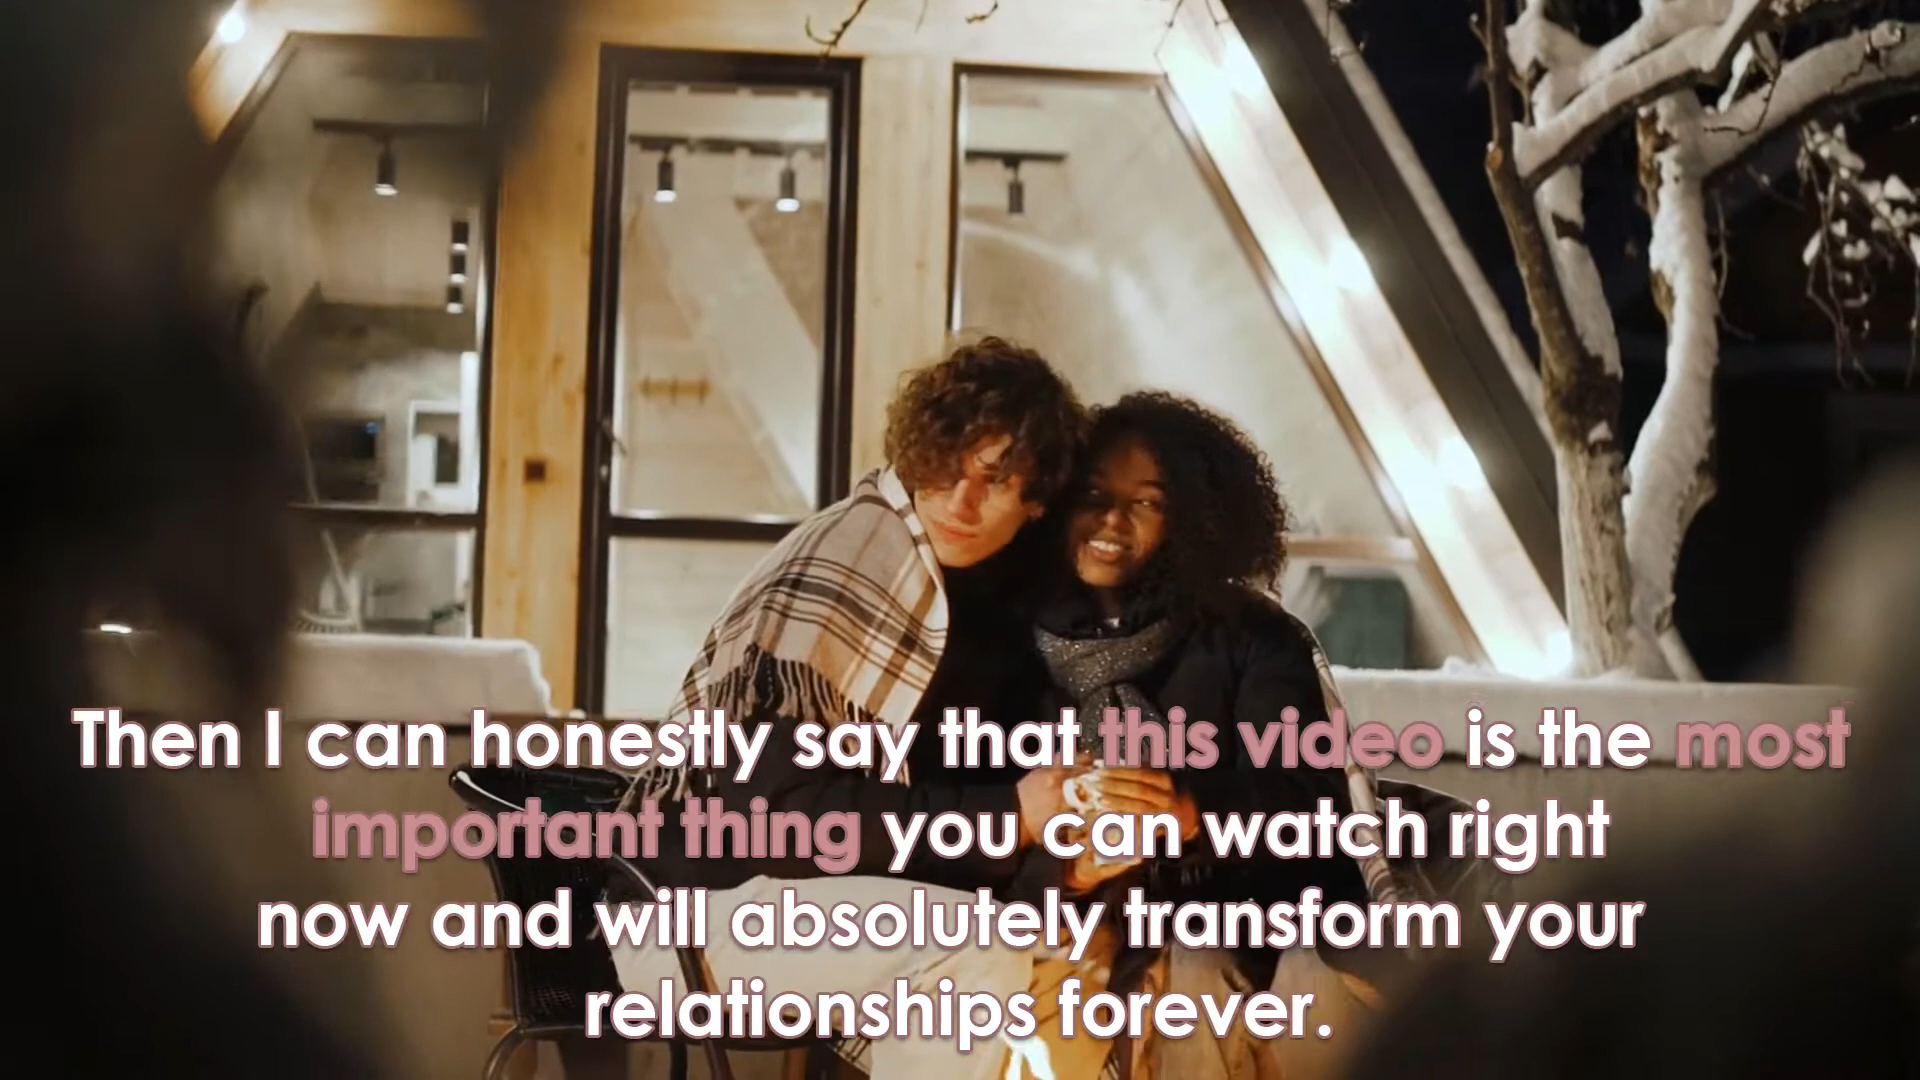 Then I can honestly say that this video is the most
important thing you can watch right
now and will absolutely transform your
relationships forever.